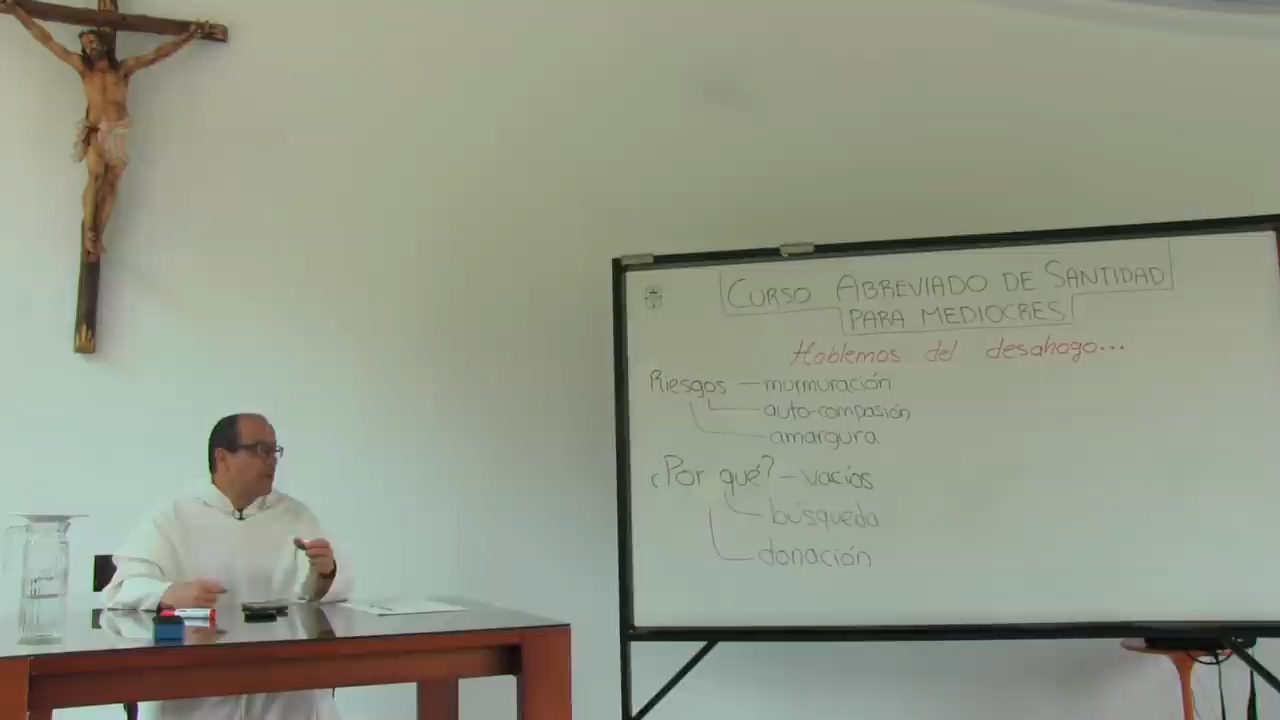 CURSO ABREVIADO DE SANTIDAD
PARA MEDIOCRES
Hablemos del desahogo...
Riesgos — murmuración
auto-compasión
amargura
¿Por qué? — vacíos
búsqueda
donación